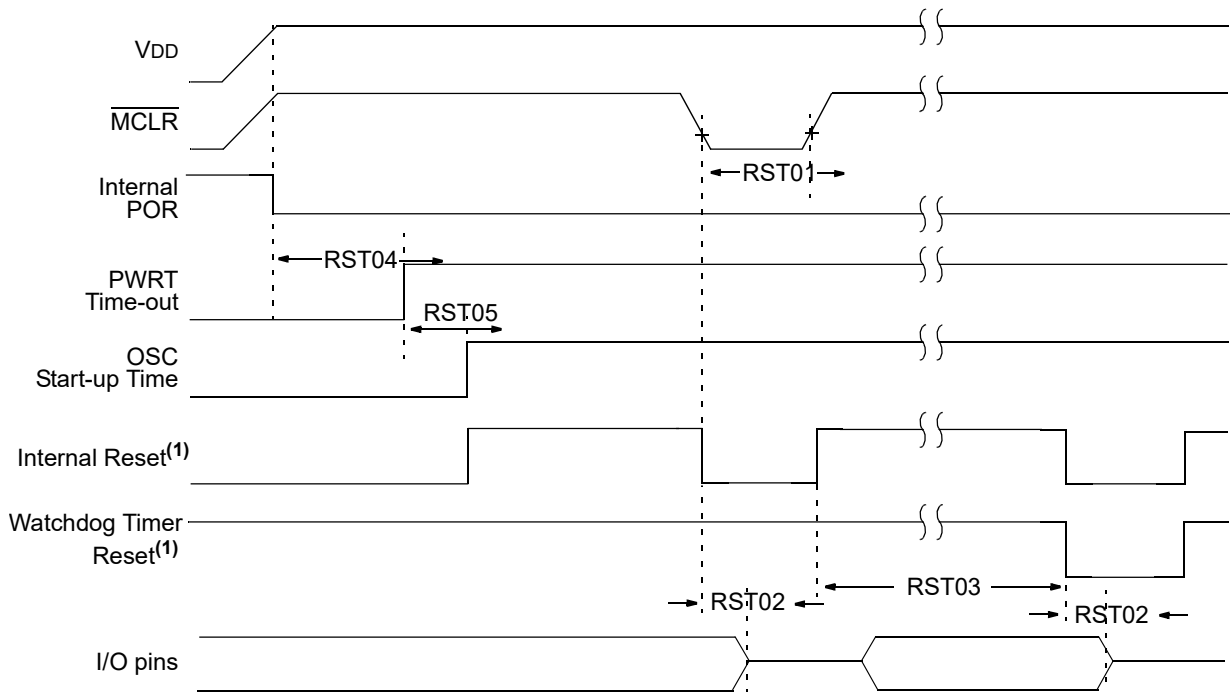 VDD
MCLR
RST01
Internal
POR
RST04
PWRT
Time-out
RST05
OSC
Start-up Time
Internal Reset(1)
Watchdog Timer
Reset(1)
RST03
RST02
RST02
I/O pins